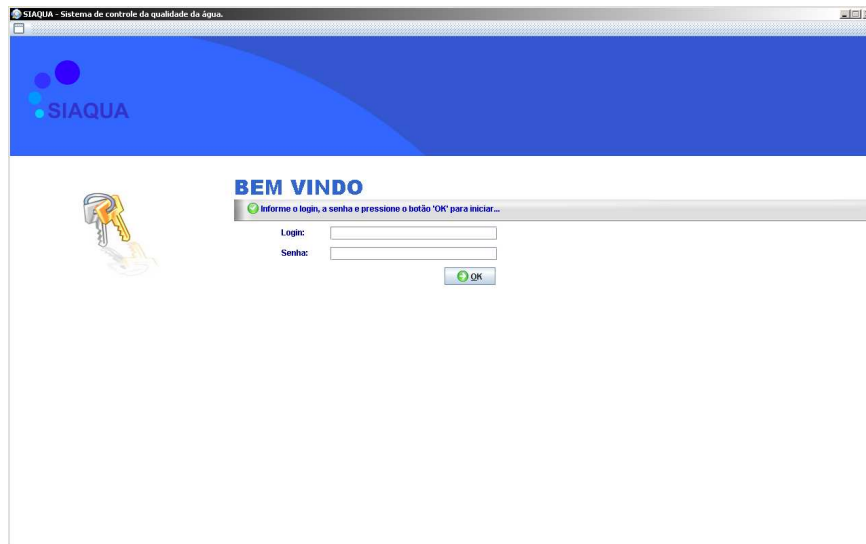 SIAQUA - Sistema de controle da qualidade da água.
SIAQUA
BEM VINDO
Informe o login, a senha e pressione o botão 'OK' para iniciar...
Login:
Senha:
OK